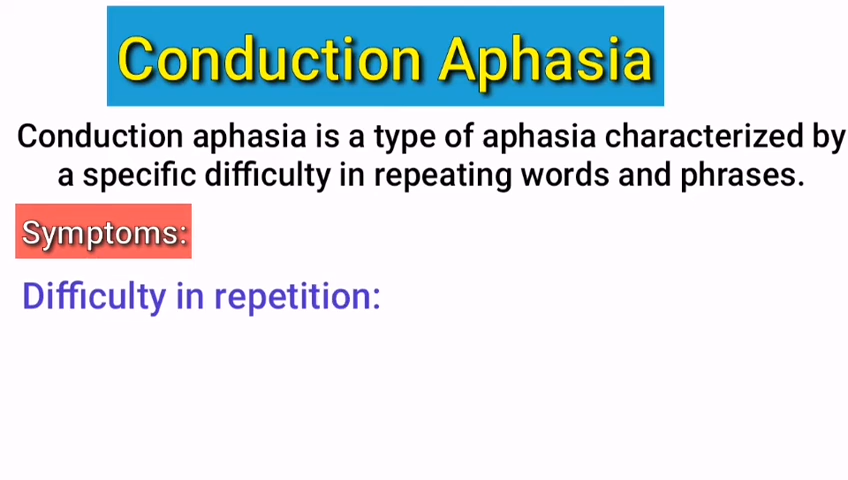 Conduction Aphasia
Conduction aphasia is a type of aphasia characterized by
a specific difficulty in repeating words and phrases.
Symptoms:
Difficulty in repetition: